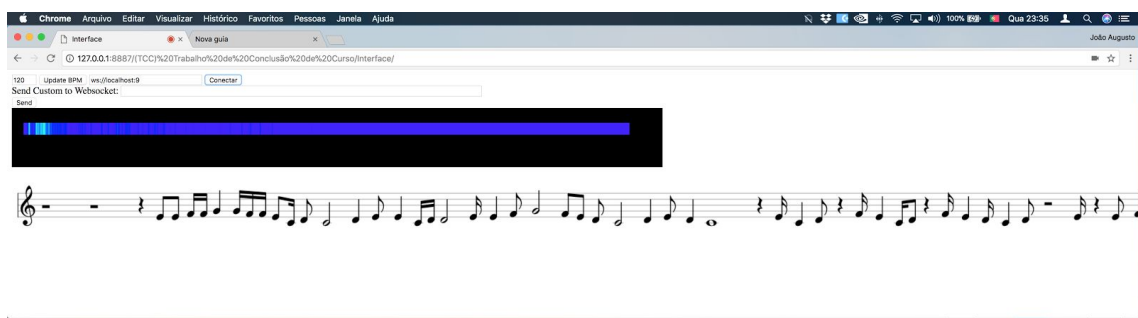 Chrome Arquivo Editar Visualizar Histórico Favoritos Pessoas Janela Ajuda 100% Qua 23:35
Interface Nova guia João Augusto
127.0.0.1:8887/(TCC)%20Trabalho%20de%20Conclusão%20de%20Curso/Interface/
120 Update BPM ws://localhost:9 Conectar
Send Custom to Websocket:
Send